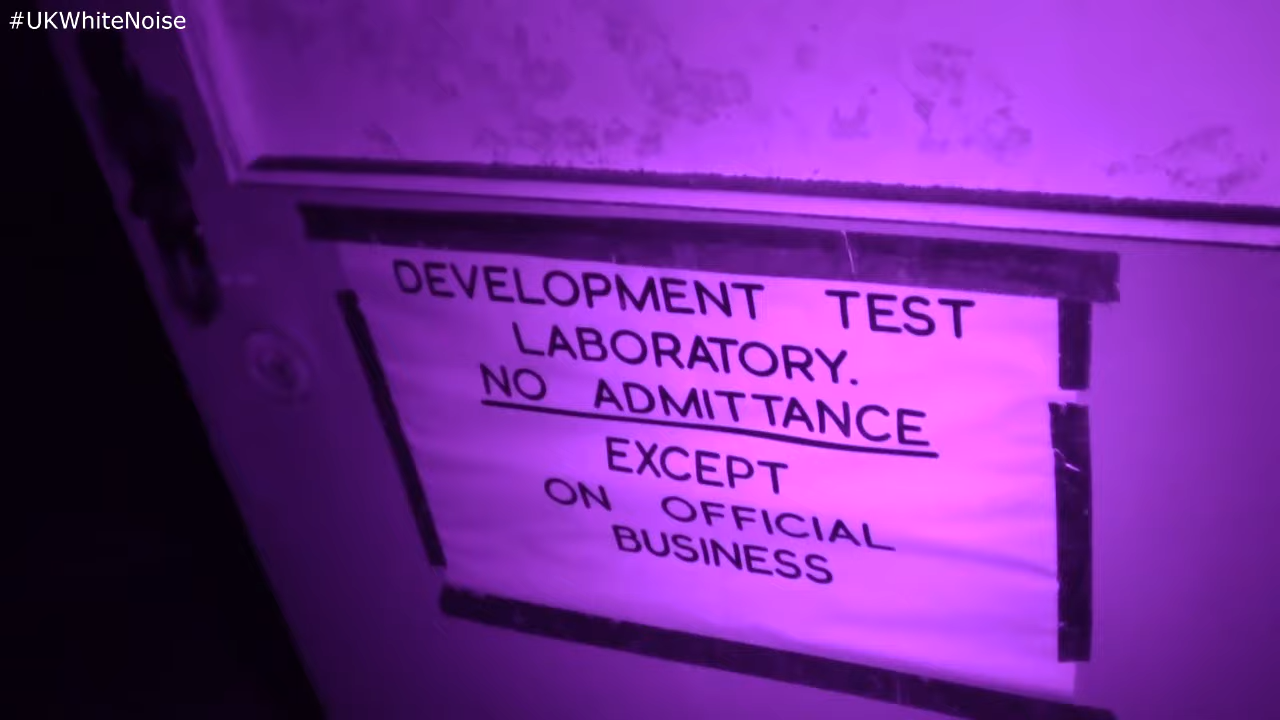 #UKWhiteNoise
DEVELOPMENT TEST
LABORATORY.
NO ADMITTANCE
EXCEPT
ON OFFICIAL
BUSINESS